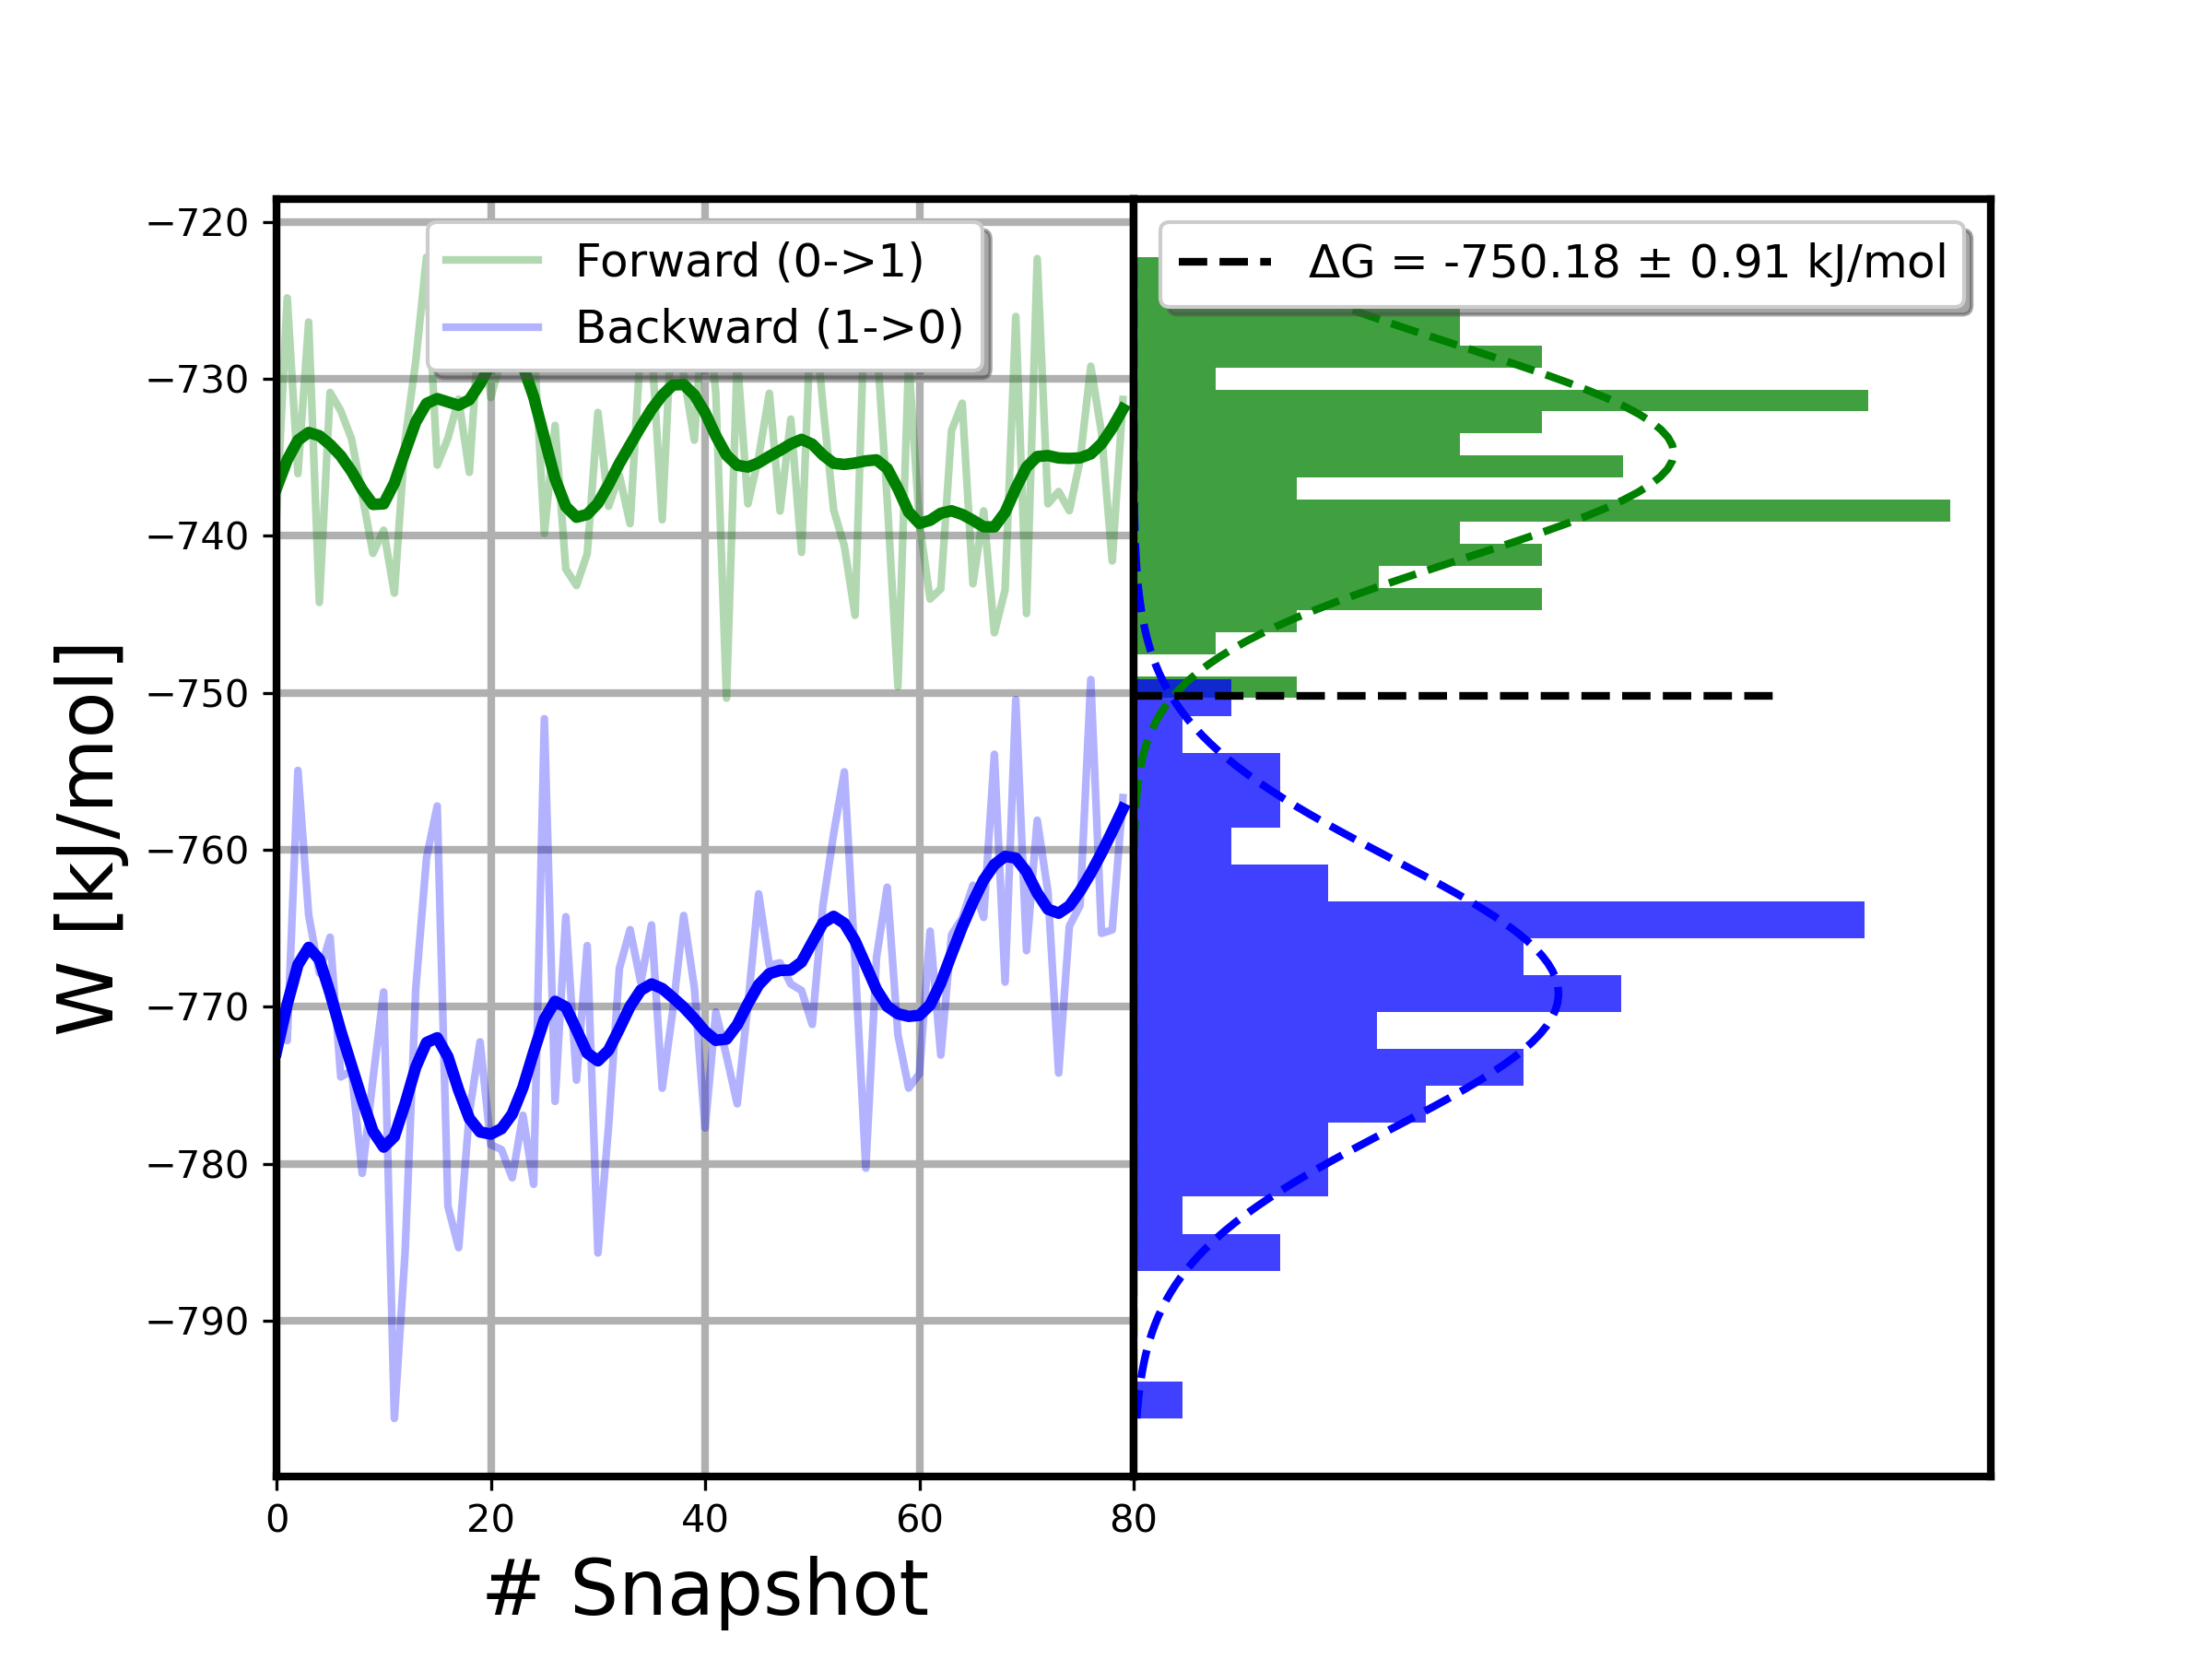 Forward (0->1)
Backward (1->0)
ΔG = -750.18 ± 0.91 kJ/mol
W [kJ/mol]
−720
−730
−740
−750
−760
−770
−780
−790
0 20 40 60 80
# Snapshot